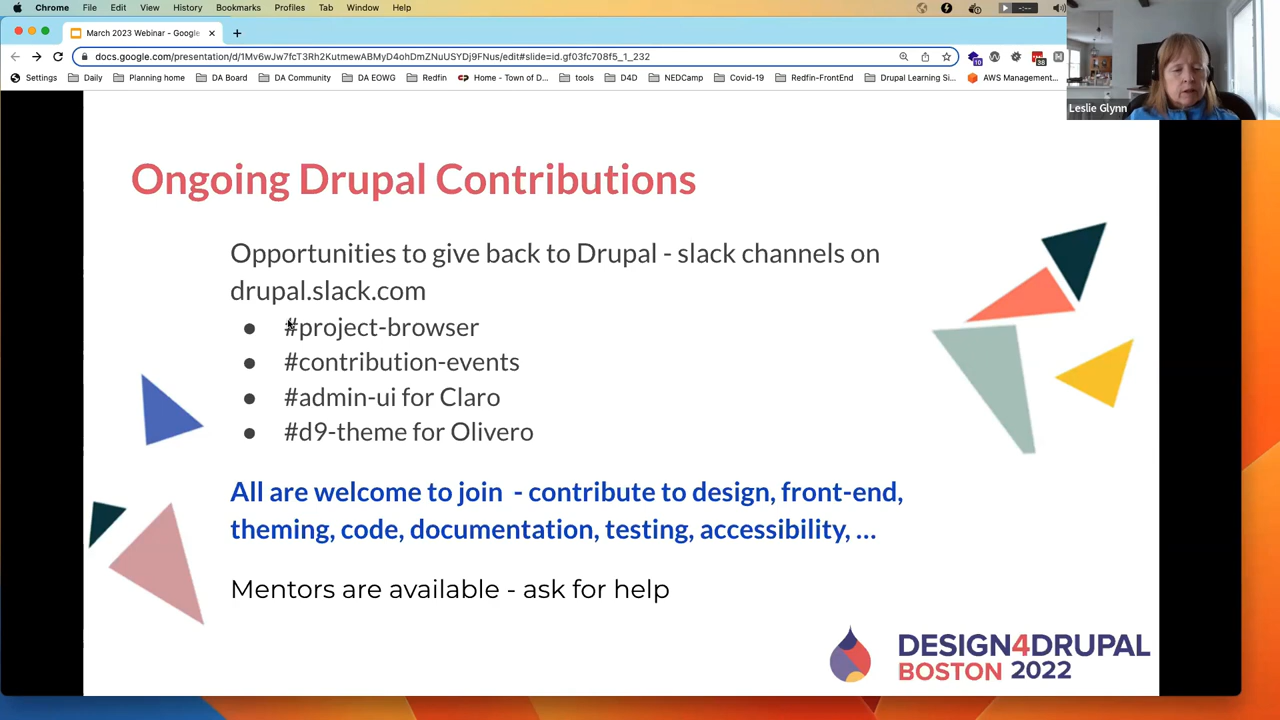 Chrome File Edit View History Bookmarks Profiles Tab Window Help
March 2023 Webinar - Google
docs.google.com/presentation/d/1Mv6wJw7fcT3Rh2KutmewABMyD4ohDmZNuUSYDj9FNus/edit#slide=id.gf03fc708f5_1_232
Settings Daily Planning home DA Board DA Community DA EOWG Redfin Home - Town of D... tools D4D NEDCamp Covid-19 Redfin-FrontEnd Drupal Learning Si... AWS Management...
Leslie Glynn
Ongoing Drupal Contributions
Opportunities to give back to Drupal - slack channels on
drupal.slack.com
● #project-browser
● #contribution-events
● #admin-ui for Claro
● #d9-theme for Olivero
All are welcome to join - contribute to design, front-end,
theming, code, documentation, testing, accessibility, ...
Mentors are available - ask for help
DESIGN4DRUPAL
BOSTON 2022